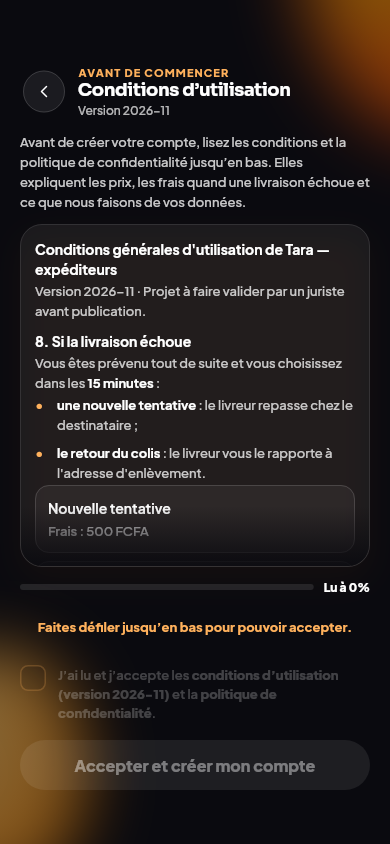 AVANT DE COMMENCER
Conditions d’utilisation
Version 2026-11
Avant de créer votre compte, lisez les conditions et la
politique de confidentialité jusqu’en bas. Elles
expliquent les prix, les frais quand une livraison échoue et
ce que nous faisons de vos données.
Conditions générales d'utilisation de Tara —
expéditeurs
Version 2026-11 · Projet à faire valider par un juriste
avant publication.
8. Si la livraison échoue
Vous êtes prévenu tout de suite et vous choisissez
dans les 15 minutes :
• une nouvelle tentative : le livreur repasse chez le
destinataire ;
• le retour du colis : le livreur vous le rapporte à
l'adresse d'enlèvement.
Nouvelle tentative
Frais : 500 FCFA
Lu à 0%
Faites défiler jusqu’en bas pour pouvoir accepter.
J’ai lu et j’accepte les conditions d’utilisation
(version 2026-11) et la politique de
confidentialité.
Accepter et créer mon compte